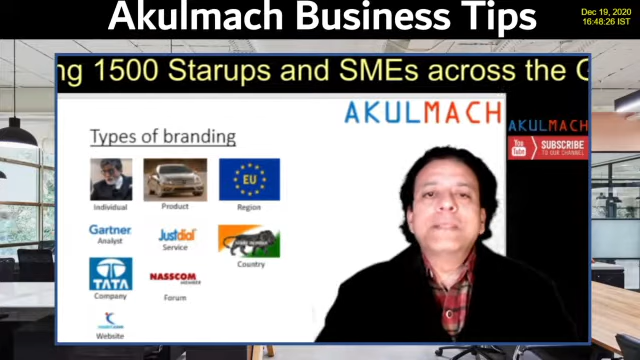 Akulmach Business Tips
Dec 19, 2020
16:48:26 IST
ng 1500 Starups and SMEs across the
AKULMACH
AKULMACH
You Tube SUBSCRIBE
TO OUR CHANNEL
Types of branding
EU
Individual
Product
Region
Gartner
Analyst
Justdial
Service
Country
TATA
Company
NASSCOM
Forum
Website